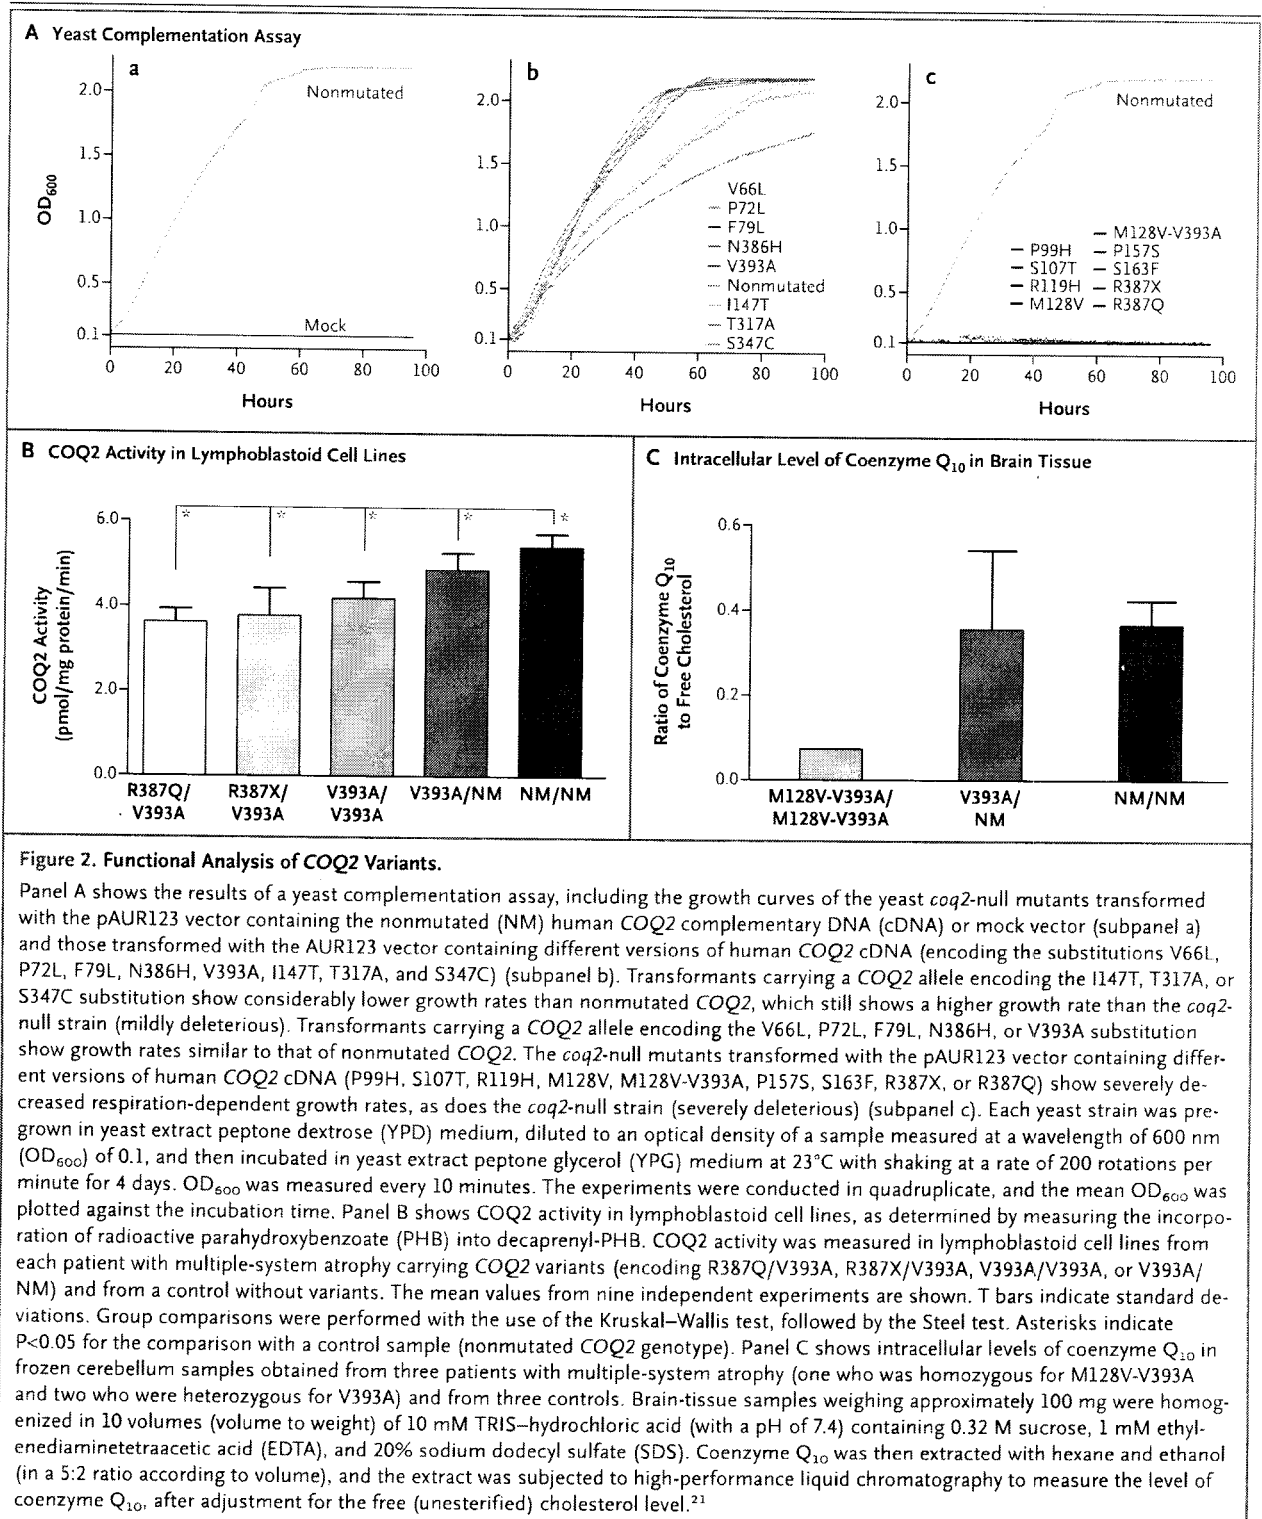 A Yeast Complementation Assay
a
OD600
2.0
1.5
1.0
0.5
0.1
Nonmutated
Mock
0 20 40 60 80 100
Hours
b
2.0
1.5
1.0
0.5
0.1
V66L
P72L
F79L
N386H
V393A
Nonmutated
I147T
T317A
S347C
0 20 40 60 80 100
Hours
c
2.0
1.5
1.0
0.5
0.1
Nonmutated
M128V-V393A
P99H P157S
S107T S163F
R119H R387X
M128V R387Q
0 20 40 60 80 100
Hours
B COQ2 Activity in Lymphoblastoid Cell Lines
COQ2 Activity
(pmol/mg protein/min)
6.0
4.0
2.0
0.0
* * * * *
R387Q/ R387X/ V393A/ V393A/NM NM/NM
V393A V393A V393A
C Intracellular Level of Coenzyme Q10 in Brain Tissue
Ratio of Coenzyme Q10
to Free Cholesterol
0.6
0.4
0.2
0.0
M128V-V393A/ V393A/ NM/NM
M128V-V393A NM
Figure 2. Functional Analysis of COQ2 Variants.
Panel A shows the results of a yeast complementation assay, including the growth curves of the yeast coq2-null mutants transformed
with the pAUR123 vector containing the nonmutated (NM) human COQ2 complementary DNA (cDNA) or mock vector (subpanel a)
and those transformed with the AUR123 vector containing different versions of human COQ2 cDNA (encoding the substitutions V66L,
P72L, F79L, N386H, V393A, I147T, T317A, and S347C) (subpanel b). Transformants carrying a COQ2 allele encoding the I147T, T317A, or
S347C substitution show considerably lower growth rates than nonmutated COQ2, which still shows a higher growth rate than the coq2-
null strain (mildly deleterious). Transformants carrying a COQ2 allele encoding the V66L, P72L, F79L, N386H, or V393A substitution
show growth rates similar to that of nonmutated COQ2. The coq2-null mutants transformed with the pAUR123 vector containing differ-
ent versions of human COQ2 cDNA (P99H, S107T, R119H, M128V, M128V-V393A, P157S, S163F, R387X, or R387Q) show severely de-
creased respiration-dependent growth rates, as does the coq2-null strain (severely deleterious) (subpanel c). Each yeast strain was pre-
grown in yeast extract peptone dextrose (YPD) medium, diluted to an optical density of a sample measured at a wavelength of 600 nm
(OD600) of 0.1, and then incubated in yeast extract peptone glycerol (YPG) medium at 23°C with shaking at a rate of 200 rotations per
minute for 4 days. OD600 was measured every 10 minutes. The experiments were conducted in quadruplicate, and the mean OD600 was
plotted against the incubation time. Panel B shows COQ2 activity in lymphoblastoid cell lines, as determined by measuring the incorpo-
ration of radioactive parahydroxybenzoate (PHB) into decaprenyl-PHB. COQ2 activity was measured in lymphoblastoid cell lines from
each patient with multiple-system atrophy carrying COQ2 variants (encoding R387Q/V393A, R387X/V393A, V393A/V393A, or V393A/
NM) and from a control without variants. The mean values from nine independent experiments are shown. T bars indicate standard de-
viations. Group comparisons were performed with the use of the Kruskal–Wallis test, followed by the Steel test. Asterisks indicate
P<0.05 for the comparison with a control sample (nonmutated COQ2 genotype). Panel C shows intracellular levels of coenzyme Q10 in
frozen cerebellum samples obtained from three patients with multiple-system atrophy (one who was homozygous for M128V-V393A
and two who were heterozygous for V393A) and from three controls. Brain-tissue samples weighing approximately 100 mg were homog-
enized in 10 volumes (volume to weight) of 10 mM TRIS–hydrochloric acid (with a pH of 7.4) containing 0.32 M sucrose, 1 mM ethyl-
enediaminetetraacetic acid (EDTA), and 20% sodium dodecyl sulfate (SDS). Coenzyme Q10 was then extracted with hexane and ethanol
(in a 5:2 ratio according to volume), and the extract was subjected to high-performance liquid chromatography to measure the level of
coenzyme Q10, after adjustment for the free (unesterified) cholesterol level.21